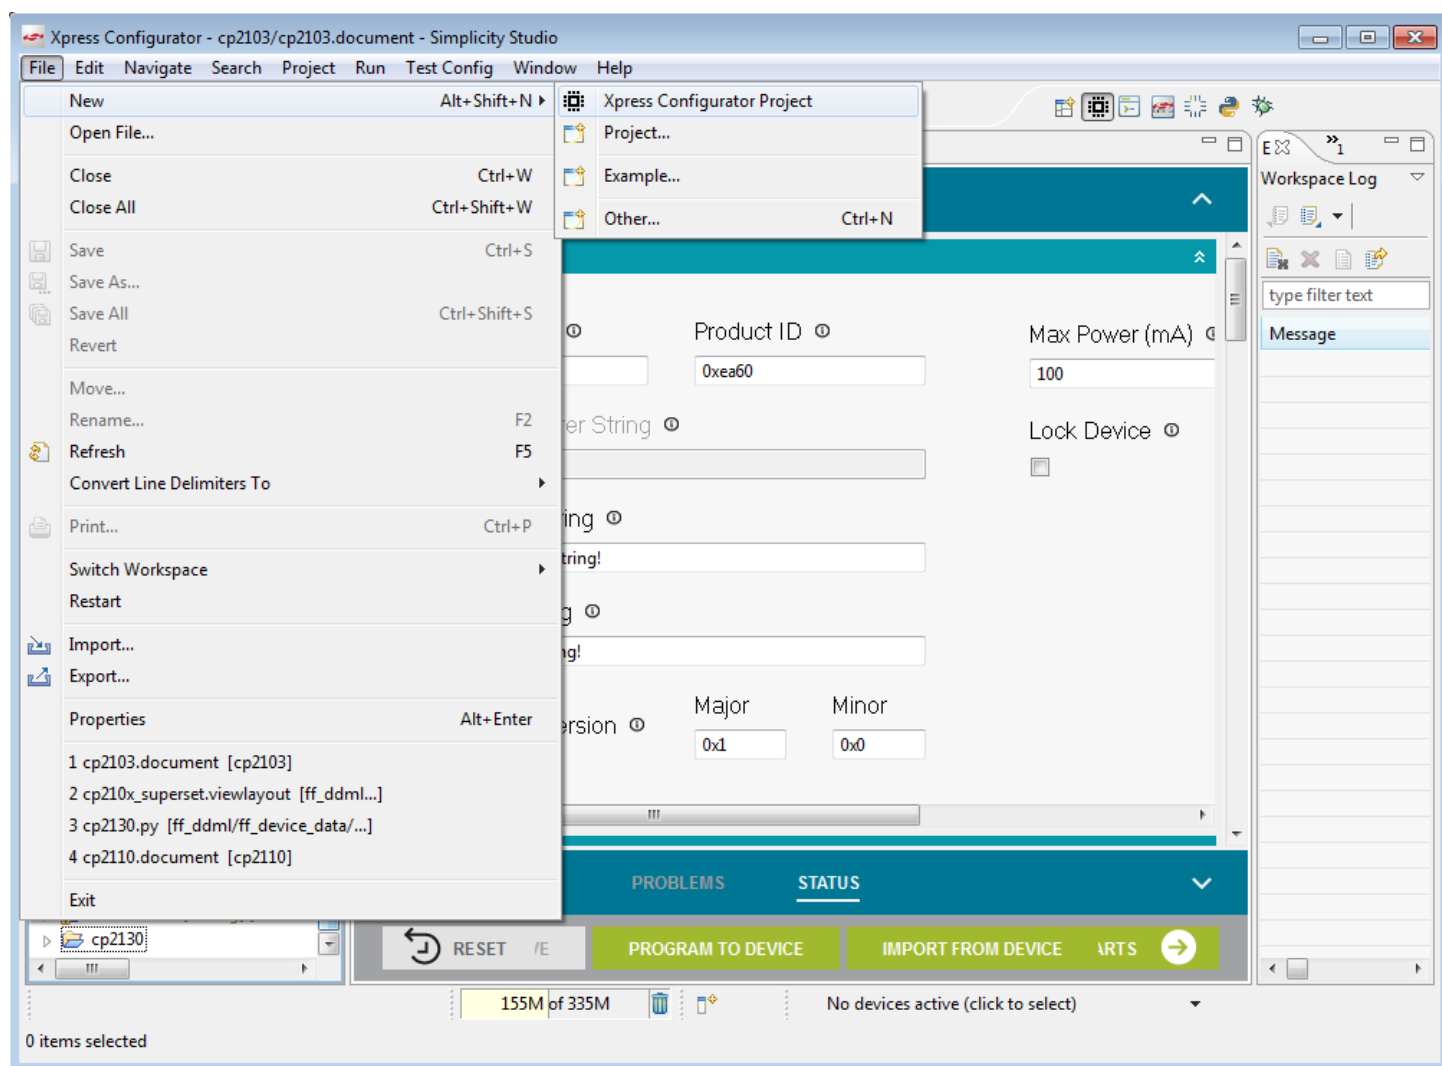 Xpress Configurator - cp2103/cp2103.document - Simplicity Studio
File Edit Navigate Search Project Run Test Config Window Help
New Alt+Shift+N
Open File...
Close Ctrl+W
Close All Ctrl+Shift+W
Save Ctrl+S
Save As...
Save All Ctrl+Shift+S
Revert
Move...
Rename... F2
Refresh F5
Convert Line Delimiters To
Print... Ctrl+P
Switch Workspace
Restart
Import...
Export...
Properties Alt+Enter
1 cp2103.document [cp2103]
2 cp210x_superset.viewlayout [ff_ddml...]
3 cp2130.py [ff_ddml/ff_device_data/...]
4 cp2110.document [cp2110]
Exit
Xpress Configurator Project
Project...
Example...
Other... Ctrl+N
Product ID
0xea60
Max Power (mA)
100
er String
Lock Device
ing
tring!
g
ng!
ersion
Major Minor
0x1 0x0
PROBLEMS STATUS
RESET VE PROGRAM TO DEVICE IMPORT FROM DEVICE ARTS
cp2130
E
1
Workspace Log
type filter text
Message
155M of 335M
No devices active (click to select)
0 items selected